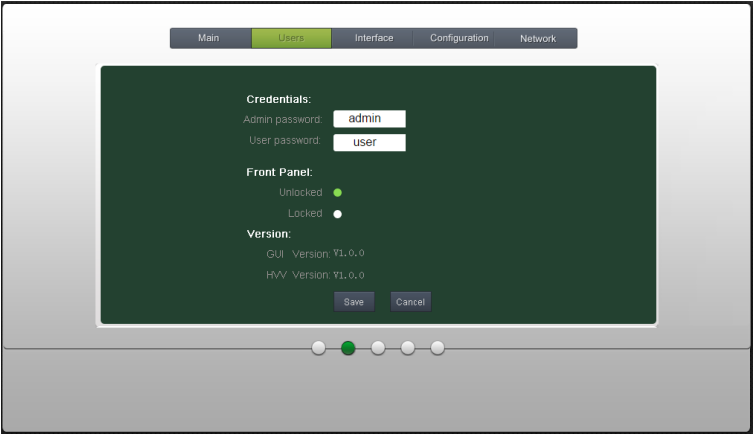 Main Users Interface Configuration Network
Credentials:
Admin password: admin
User password: user
Front Panel:
Unlocked
Locked
Version:
GUI Version: V1.0.0
HVV Version: V1.0.0
Save Cancel